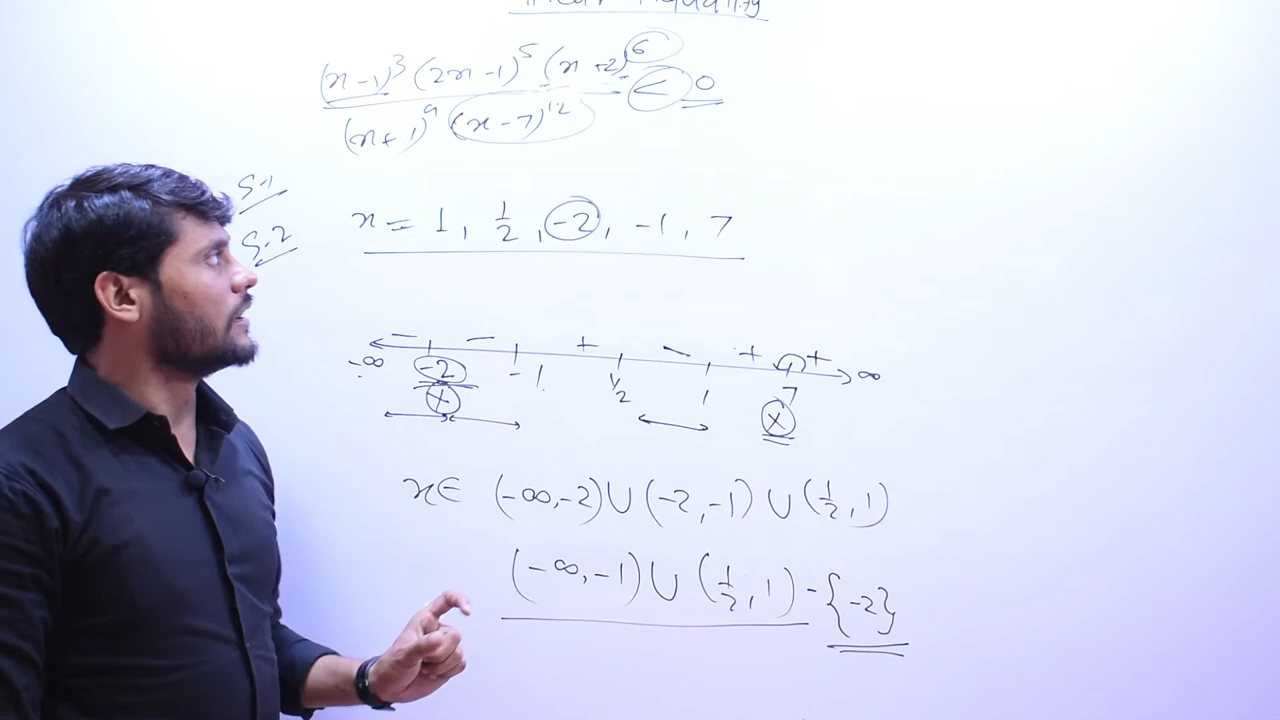 (x-1)³ (2x-1)⁵ (x+2)⁶ < 0
(x+1)⁹ (x-7)¹²
S.1
S.2
x = 1, 1/2, -2, -1, 7
- - + - + +
-∞ -2 -1 1/2 1 7 ∞
x x
x∈ (-∞,-2)∪(-2,-1)∪(1/2,1)
(-∞,-1)∪(1/2,1)-{-2}